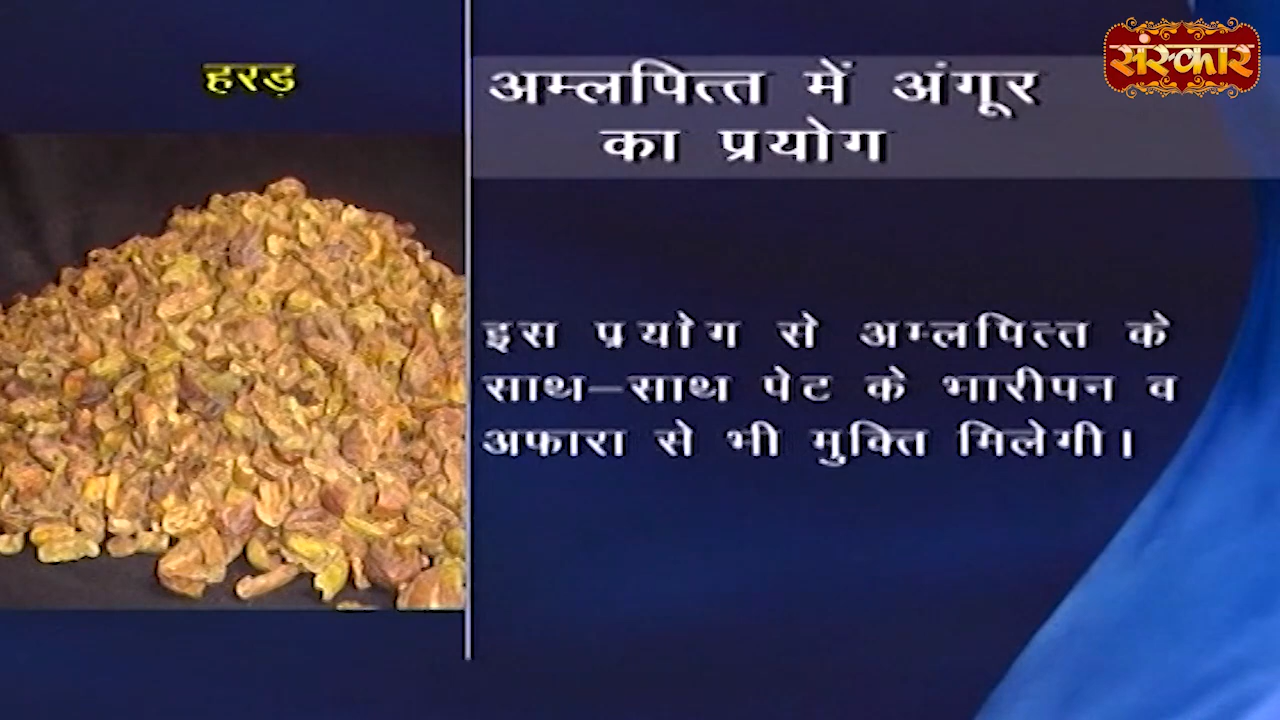 हरड़
संस्कार
अम्लपित्त में अंगूर
का प्रयोग
इस प्रयोग से अम्लपित्त के
साथ–साथ पेट के भारीपन व
अफारा से भी मुक्ति मिलेगी।